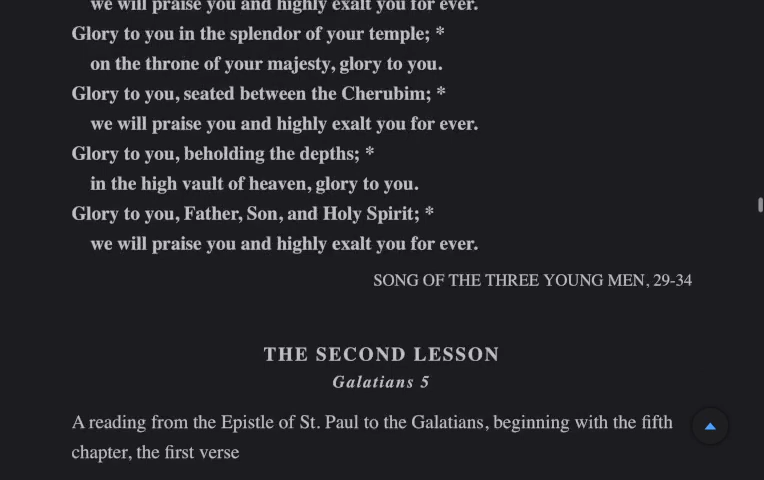 we will praise you and highly exalt you for ever.
Glory to you in the splendor of your temple; *
on the throne of your majesty, glory to you.
Glory to you, seated between the Cherubim; *
we will praise you and highly exalt you for ever.
Glory to you, beholding the depths; *
in the high vault of heaven, glory to you.
Glory to you, Father, Son, and Holy Spirit; *
we will praise you and highly exalt you for ever.
SONG OF THE THREE YOUNG MEN, 29-34
THE SECOND LESSON
Galatians 5
A reading from the Epistle of St. Paul to the Galatians, beginning with the fifth
chapter, the first verse